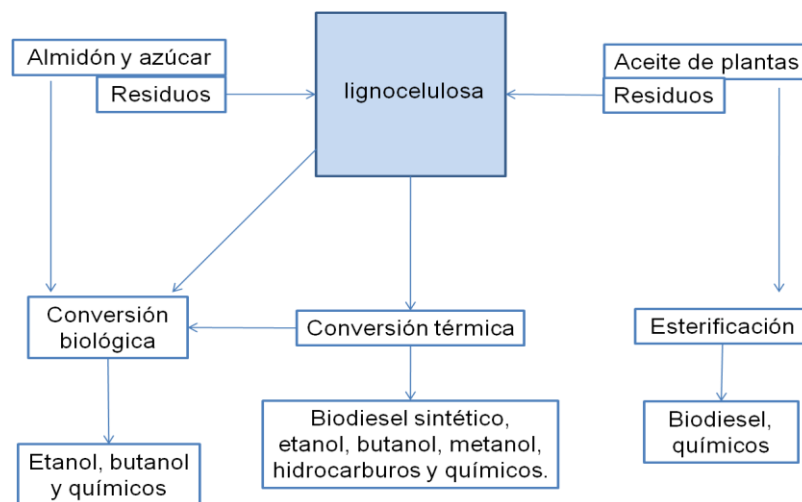 Almidón y azúcar
Residuos
lignocelulosa
Aceite de plantas
Residuos
Conversión
biológica
Conversión térmica
Esterificación
Etanol, butanol
y químicos
Biodiesel sintético,
etanol, butanol, metanol,
hidrocarburos y químicos.
Biodiesel,
químicos